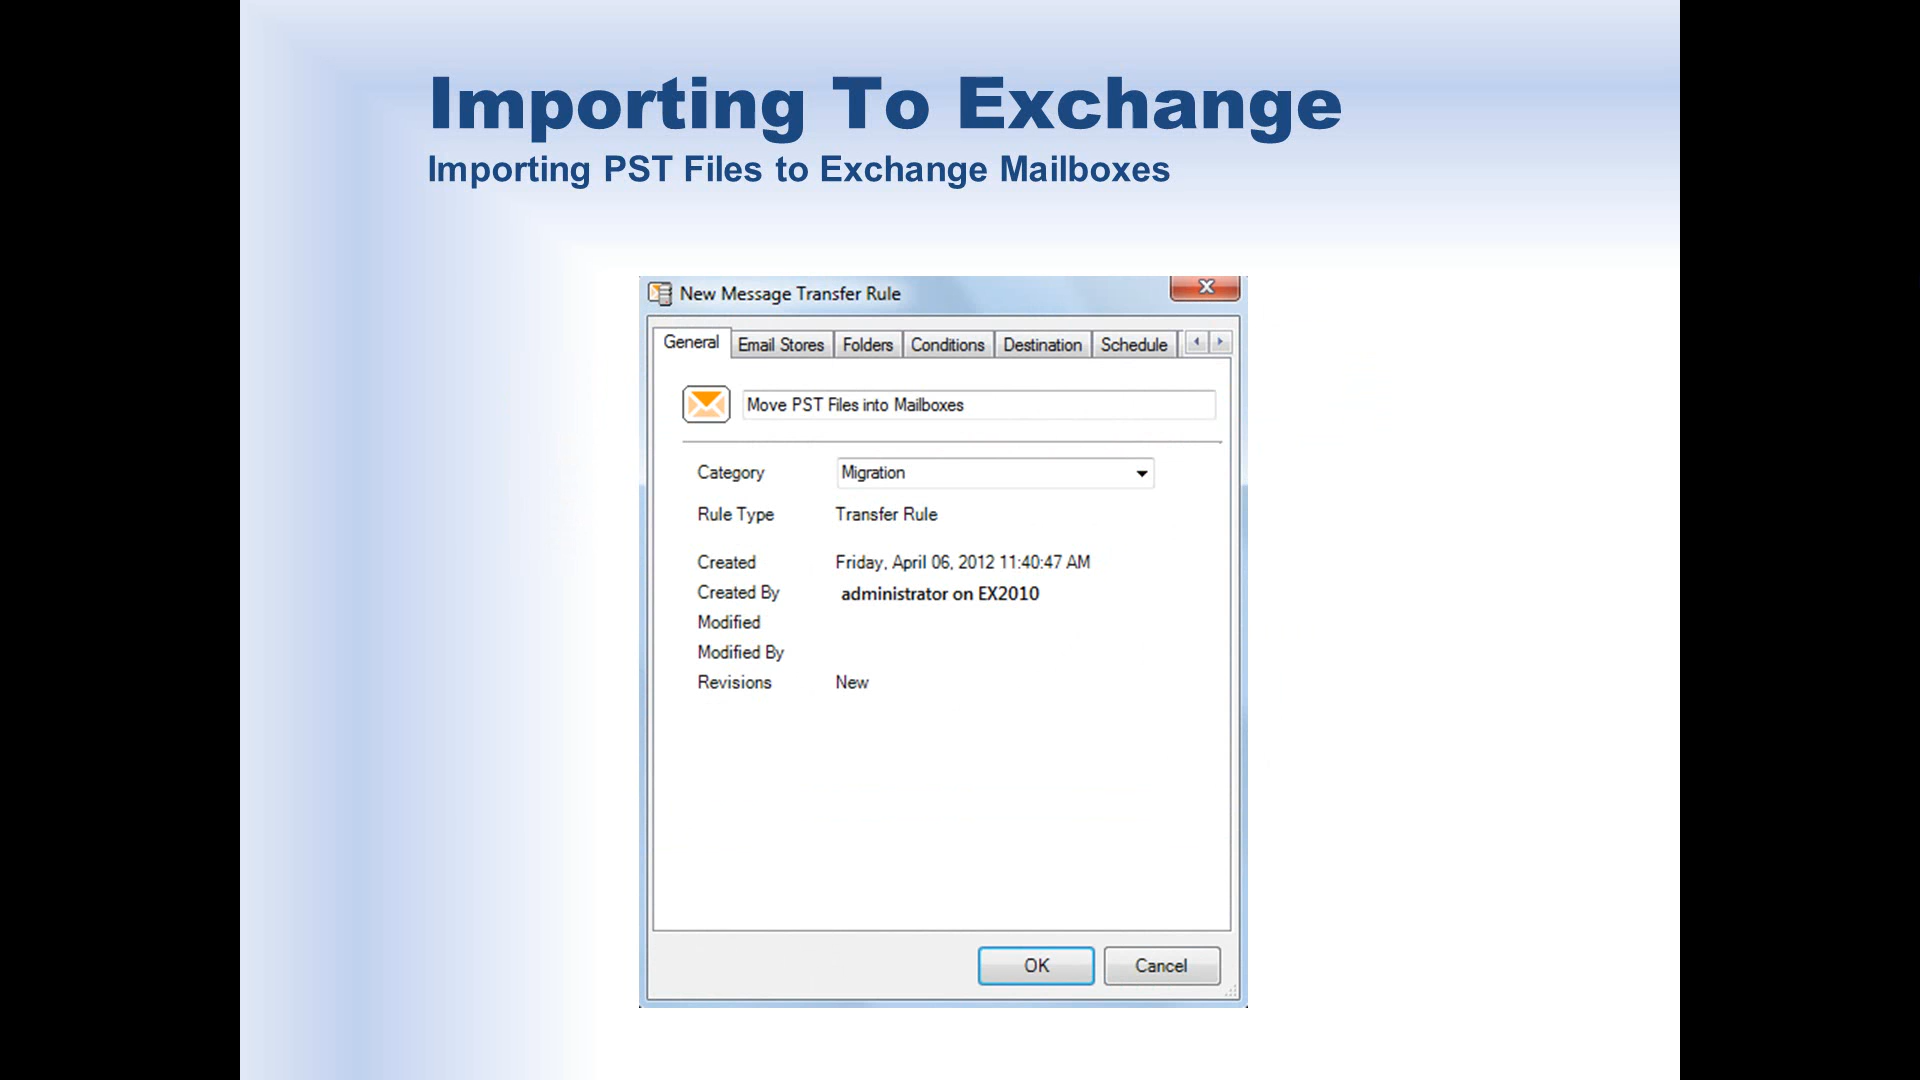 Importing To Exchange
Importing PST Files to Exchange Mailboxes
New Message Transfer Rule
General Email Stores Folders Conditions Destination Schedule
Move PST Files into Mailboxes
Category Migration
Rule Type Transfer Rule
Created Friday, April 06, 2012 11:40:47 AM
Created By administrator on EX2010
Modified
Modified By
Revisions New
OK Cancel